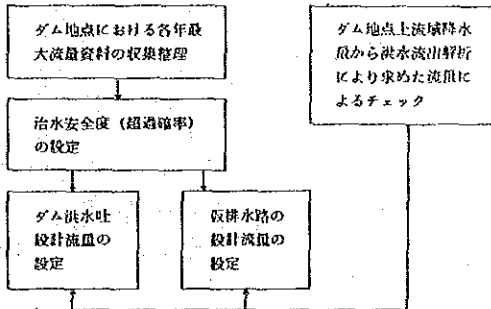 ダム地点における各年最
大流量資料の収集整理
ダム地点上流域降水
量から洪水流出解析
により求めた流量に
よるチェック
治水安全度(超過確率)
の設定
ダム洪水吐
設計流量の
設定
仮排水路の
設計流量の
設定